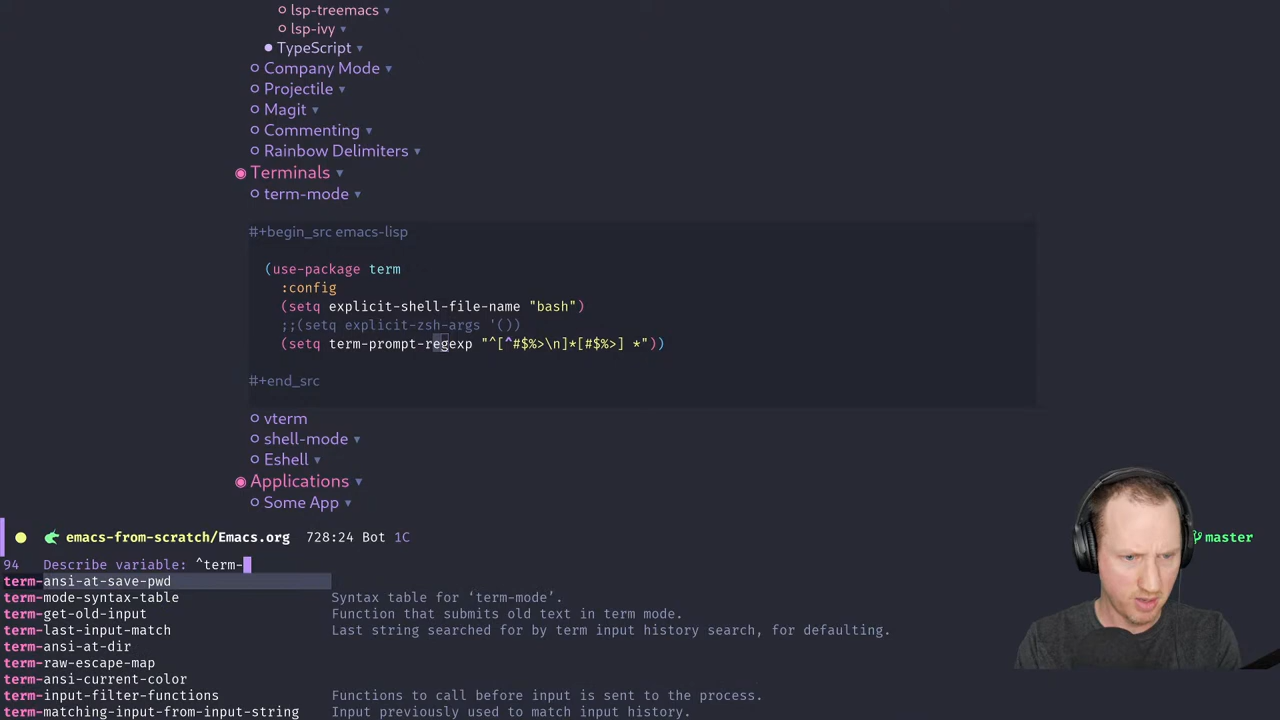 lsp-treemacs
lsp-ivy
TypeScript
Company Mode
Projectile
Magit
Commenting
Rainbow Delimiters
Terminals
term-mode
#+begin_src emacs-lisp
(use-package term
:config
(setq explicit-shell-file-name "bash")
;;(setq explicit-zsh-args '())
(setq term-prompt-regexp "^[^#$%>\n]*[#$%>] *"))
#+end_src
vterm
shell-mode
Eshell
Applications
Some App
emacs-from-scratch/Emacs.org 728:24 Bot 1C master
94 Describe variable: ^term-
term-ansi-at-save-pwd
term-mode-syntax-table Syntax table for ‘term-mode’.
term-get-old-input Function that submits old text in term mode.
term-last-input-match Last string searched for by term input history search, for defaulting.
term-ansi-at-dir
term-raw-escape-map
term-ansi-current-color
term-input-filter-functions Functions to call before input is sent to the process.
term-matching-input-from-input-string Input previously used to match input history.